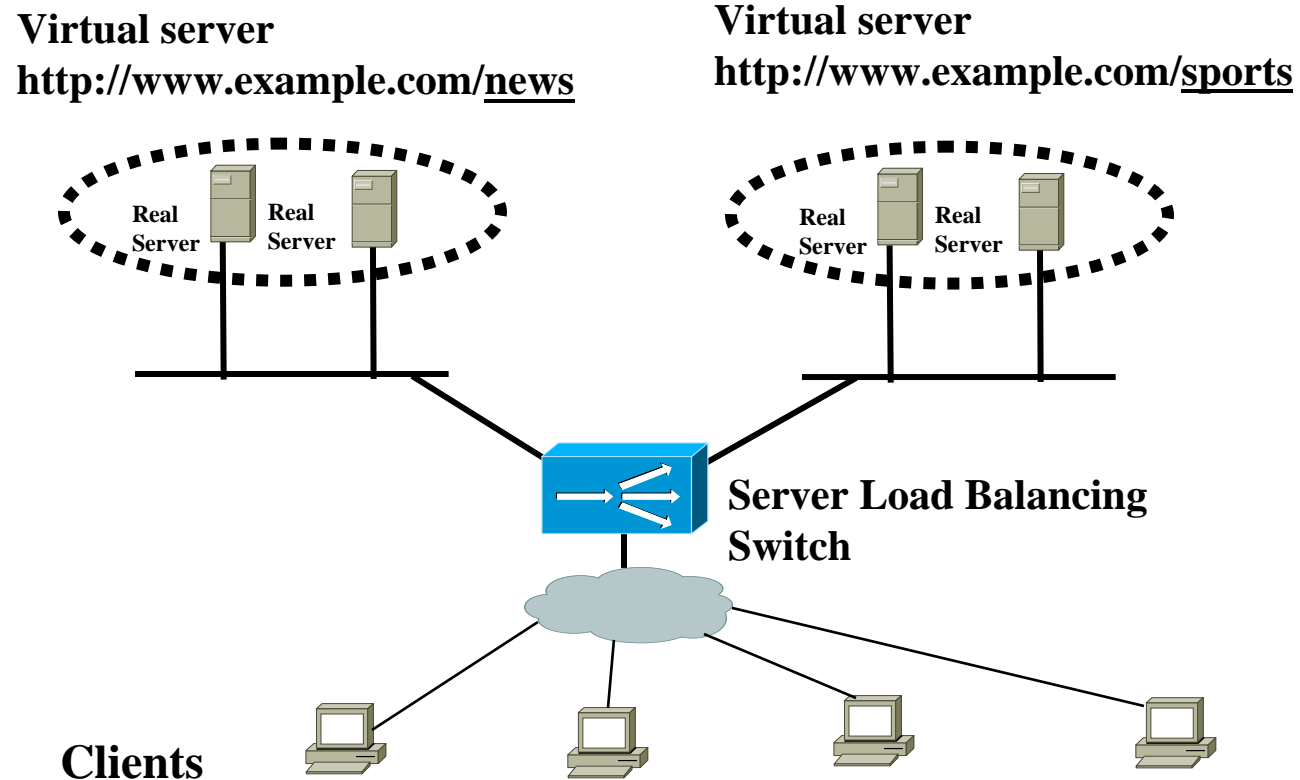 Virtual server
http://www.example.com/news
Virtual server
http://www.example.com/sports
Real
Server
Real
Server
Real
Server
Real
Server
Server Load Balancing
Switch
Clients